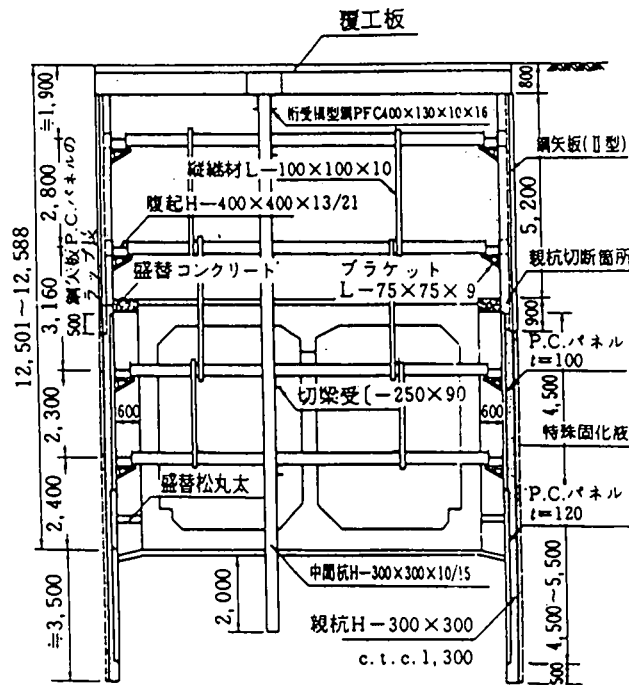 覆工板
≒1,900
800
桁受構型鋼PFC400×130×10×16
鋼矢板(Ⅱ型)
縦継材L-100×100×10
2,800
腹起H-400×400×13/21
5,200
鋼矢板P.C.パネルの
ラップ長
12,501～12,588
盛替コンクリート
ブラケット
L-75×75×9
親杭切断箇所
3,160
500
900
P.C.パネル
t=100
切梁受[-250×90
4,500
2,300
600
600
特殊固化液
盛替松丸太
2,400
P.C.パネル
t=120
中間杭H-300×300×10/15
2,000
≒3,500
親杭H-300×300
c.t.c.1,300
4,500～5,500
500